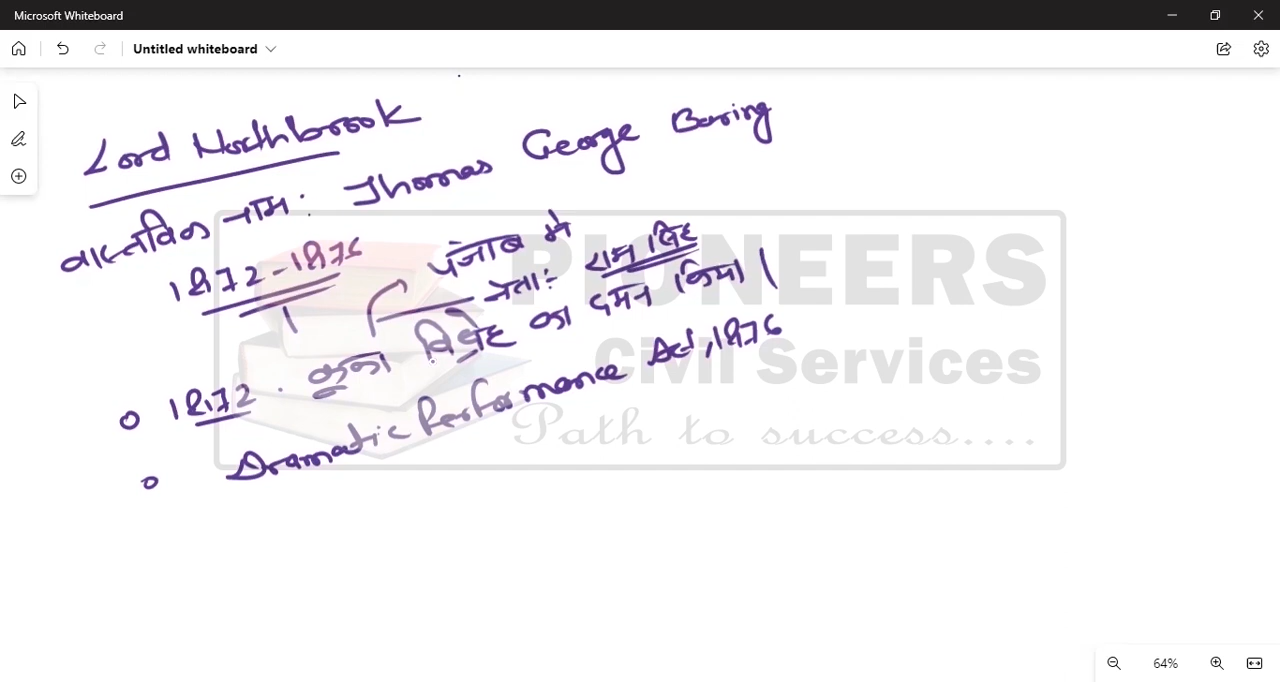 Microsoft Whiteboard
Untitled whiteboard
Lord Northbrook
वास्तविक नाम: Thomas George Baring
1872-1876
पंजाब में
नेता: राम सिंह
1872. कूका विद्रोह का दमन किया।
Dramatic Performance Act, 1876
PIONEERS
Civil Services
Path to success....
64%